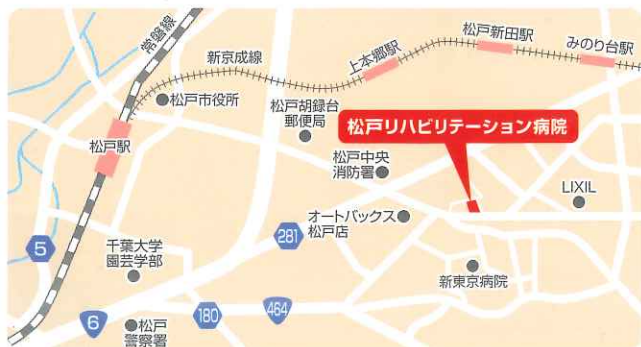 常磐線
新京成線
上本郷駅
松戸新田駅
みのり台駅
松戸市役所
松戸胡録台
郵便局
松戸リハビリテーション病院
松戸駅
松戸中央
消防署
LIXIL
オートバックス
松戸店
281
5
千葉大学
園芸学部
新東京病院
464
180
6
松戸
警察署